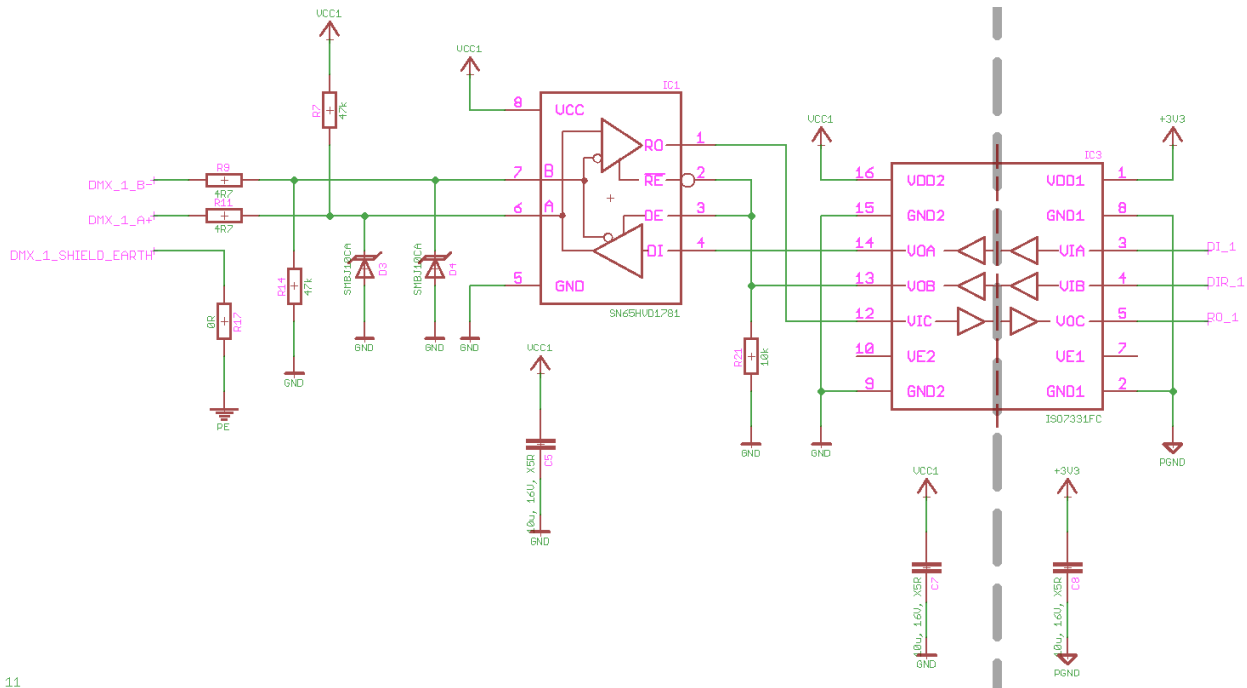 VCC1
R7
47k
VCC1
IC1
8
VCC
RO
1
7
B
RE
2
6
A
DE
3
DI
4
5
GND
SN65HVD1781
DMX_1_B-
R9
4R7
DMX_1_A+
R11
4R7
DMX_1_SHIELD_EARTH
0R
R17
PE
R14
47k
GND
SMBJ10CA
D3
GND
SMBJ10CA
D4
GND
GND
VCC1
C5
10u, 16V, X5R
GND
R21
10k
GND
VCC1
+3V3
IC3
16
VDD2
VDD1
1
15
GND2
GND1
8
14
VOA
VIA
3
DI_1
13
VOB
VIB
4
DIR_1
12
VIC
VOC
5
RO_1
10
VE2
VE1
7
9
GND2
GND1
2
ISO7331FC
GND
PGND
VCC1
C7
10u, 16V, X5R
GND
+3V3
C8
10u, 16V, X5R
PGND
11